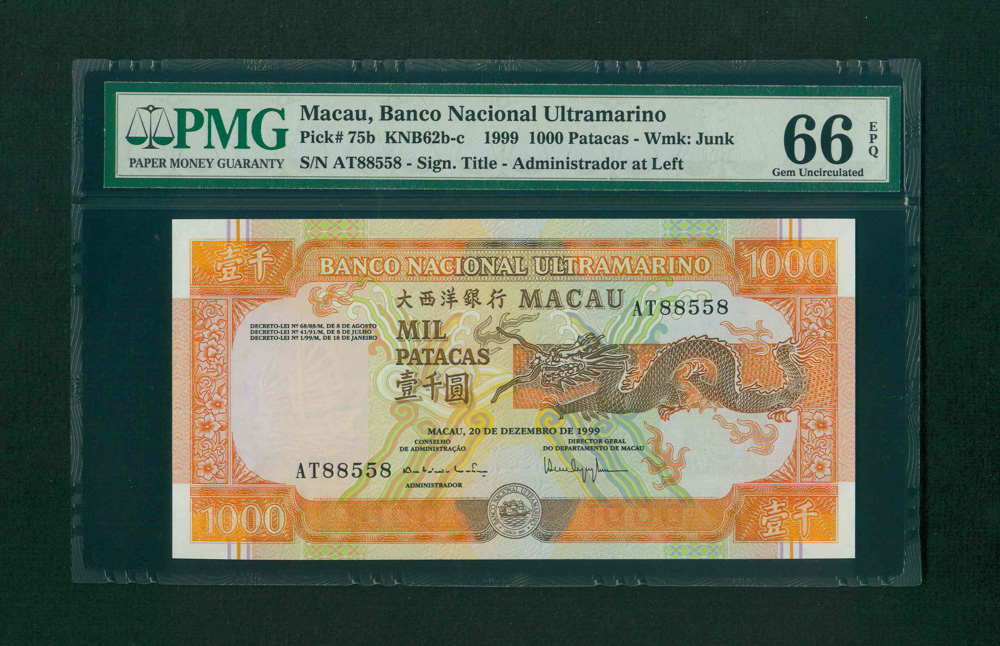 PMG
PAPER MONEY GUARANTY
Macau, Banco Nacional Ultramarino
Pick# 75b KNB62b-c 1999 1000 Patacas - Wmk: Junk
S/N AT88558 - Sign. Title - Administrador at Left
66 EPQ
Gem Uncirculated
壹千
BANCO NACIONAL ULTRAMARINO
1000
大西洋銀行 MACAU
AT88558
DECRETO-LEI Nº 68/88/M, DE 8 DE AGOSTO
DECRETO-LEI Nº 41/91/M, DE 8 DE JULHO
DECRETO-LEI Nº 1/99/M, DE 18 DE JANEIRO
MIL
PATACAS
壹千圓
MACAU, 20 DE DEZEMBRO DE 1999
CONSELHO
DE ADMINISTRAÇÃO
DIRECTOR GERAL
DO DEPARTAMENTO DE MACAU
AT88558
ADMINISTRADOR
1000
BANCO NACIONAL ULTRAMARINO
壹千